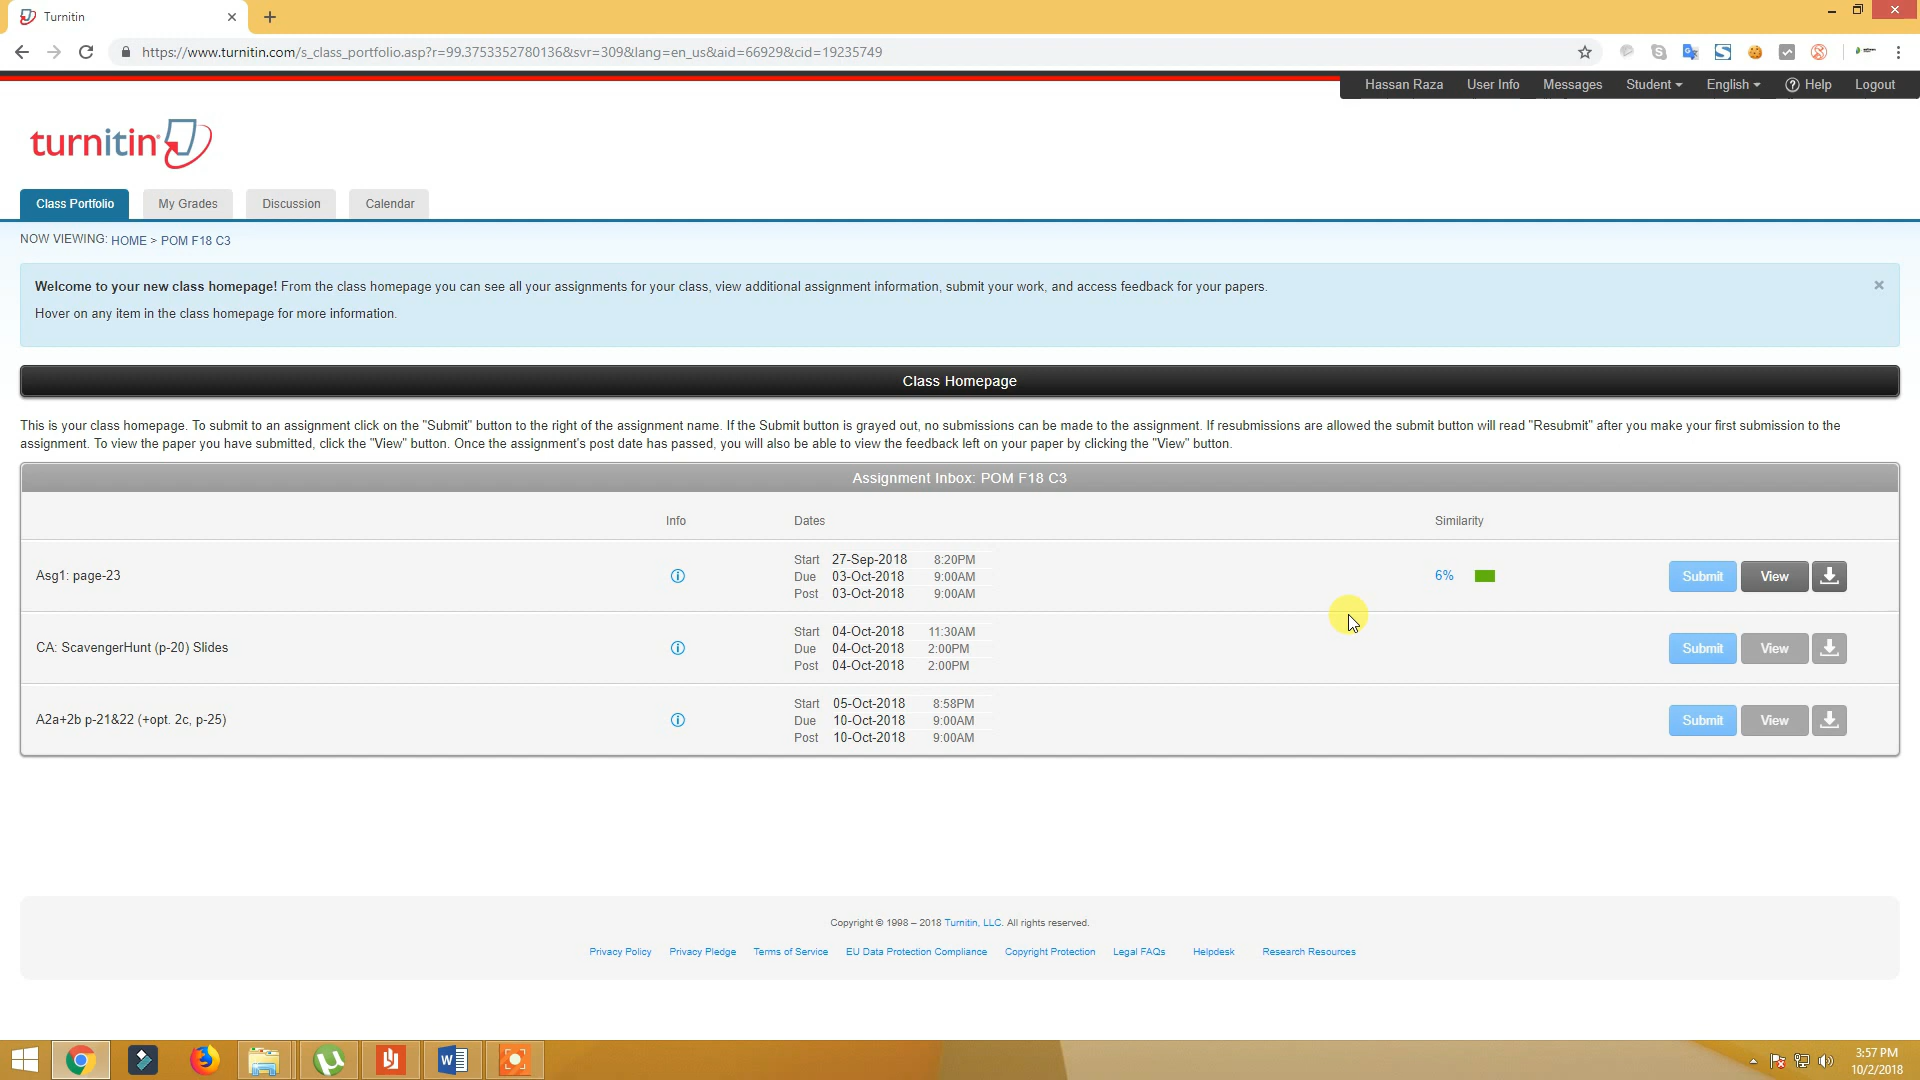 Turnitin
https://www.turnitin.com/s_class_portfolio.asp?r=99.3753352780136&svr=309&lang=en_us&aid=66929&cid=19235749
Hassan Raza User Info Messages Student English Help Logout
turnitin
Class Portfolio My Grades Discussion Calendar
NOW VIEWING: HOME > POM F18 C3
Welcome to your new class homepage! From the class homepage you can see all your assignments for your class, view additional assignment information, submit your work, and access feedback for your papers.
Hover on any item in the class homepage for more information.
Class Homepage
This is your class homepage. To submit to an assignment click on the "Submit" button to the right of the assignment name. If the Submit button is grayed out, no submissions can be made to the assignment. If resubmissions are allowed the submit button will read "Resubmit" after you make your first submission to the
assignment. To view the paper you have submitted, click the "View" button. Once the assignment's post date has passed, you will also be able to view the feedback left on your paper by clicking the "View" button.
Assignment Inbox: POM F18 C3
Info Dates Similarity
Asg1: page-23
Start 27-Sep-2018 8:20PM
Due 03-Oct-2018 9:00AM
Post 03-Oct-2018 9:00AM
6%
Submit View
CA: ScavengerHunt (p-20) Slides
Start 04-Oct-2018 11:30AM
Due 04-Oct-2018 2:00PM
Post 04-Oct-2018 2:00PM
Submit View
A2a+2b p-21&22 (+opt. 2c, p-25)
Start 05-Oct-2018 8:58PM
Due 10-Oct-2018 9:00AM
Post 10-Oct-2018 9:00AM
Submit View
Copyright © 1998 – 2018 Turnitin, LLC. All rights reserved.
Privacy Policy Privacy Pledge Terms of Service EU Data Protection Compliance Copyright Protection Legal FAQs Helpdesk Research Resources
3:57 PM
10/2/2018